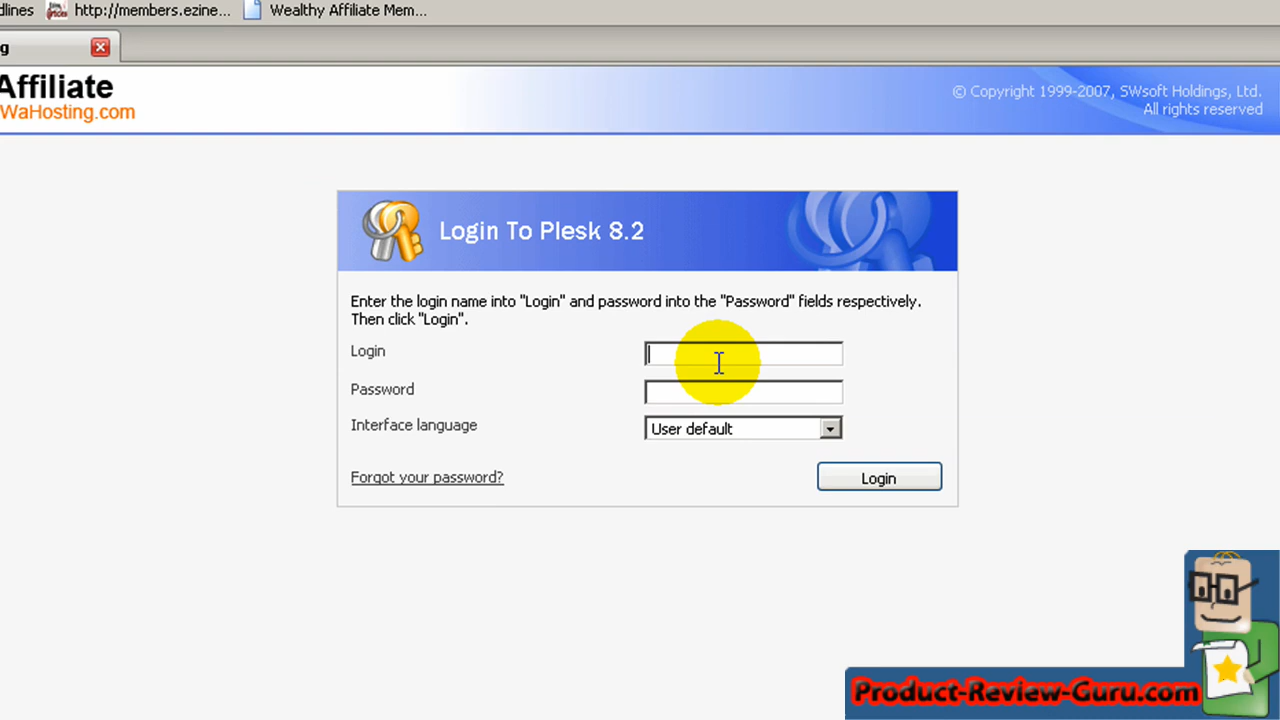 dlines http://members.ezine... Wealthy Affiliate Mem...
g
Affiliate
WaHosting.com
© Copyright 1999-2007, SWsoft Holdings, Ltd.
All rights reserved
Login To Plesk 8.2
Enter the login name into "Login" and password into the "Password" fields respectively.
Then click "Login".
Login
Password
Interface language User default
Forgot your password? Login
Product-Review-Guru.com